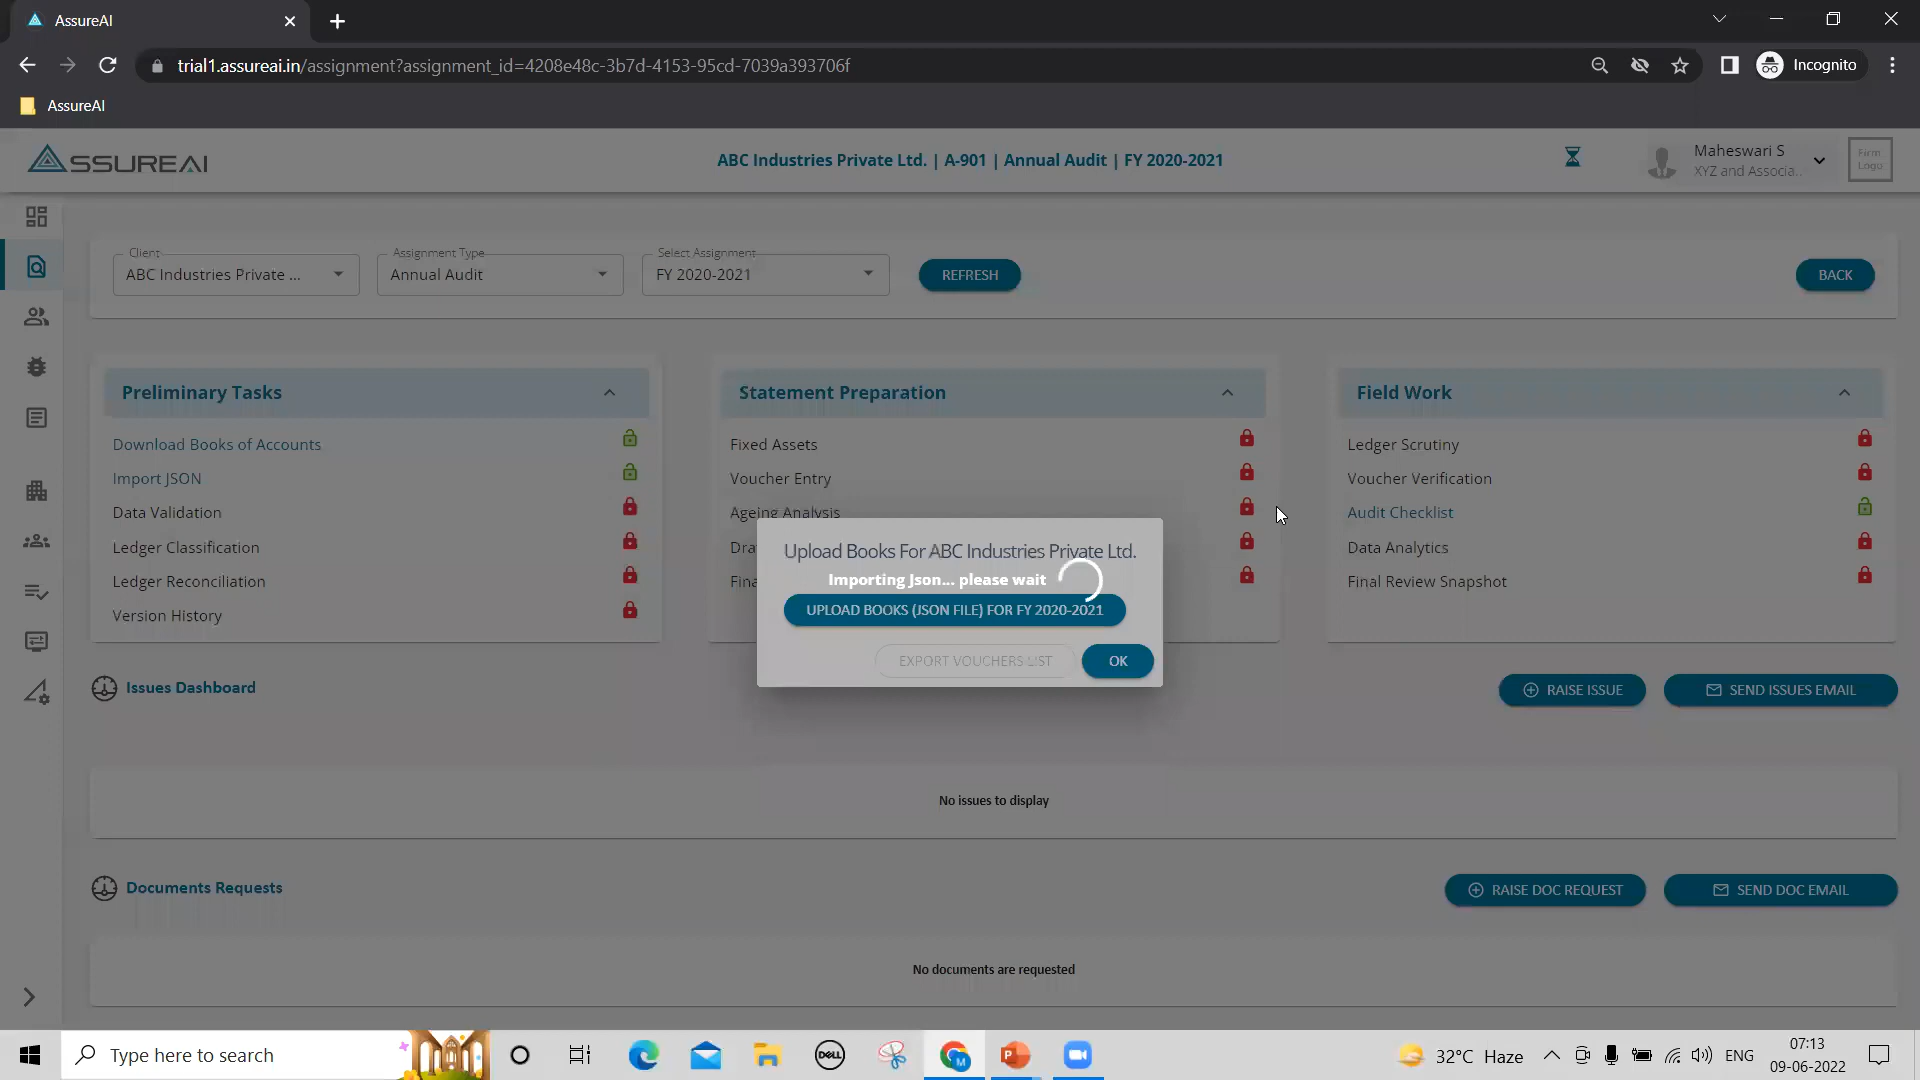 AssureAI
trial1.assureai.in/assignment?assignment_id=4208e48c-3b7d-4153-95cd-7039a393706f
Incognito
AssureAI
ASSUREAI
ABC Industries Private Ltd. | A-901 | Annual Audit | FY 2020-2021
Maheswari S
XYZ and Associa..
Firm
Logo
Client
Assignment Type
Select Assignment
ABC Industries Private ...
Annual Audit
FY 2020-2021
REFRESH
BACK
Preliminary Tasks
Download Books of Accounts
Import JSON
Data Validation
Ledger Classification
Ledger Reconciliation
Version History
Statement Preparation
Fixed Assets
Voucher Entry
Ageing Analysis
Dra
Fina
Field Work
Ledger Scrutiny
Voucher Verification
Audit Checklist
Data Analytics
Final Review Snapshot
Upload Books For ABC Industries Private Ltd.
Importing Json... please wait
UPLOAD BOOKS (JSON FILE) FOR FY 2020-2021
EXPORT VOUCHERS LIST
OK
Issues Dashboard
RAISE ISSUE
SEND ISSUES EMAIL
No issues to display
Documents Requests
RAISE DOC REQUEST
SEND DOC EMAIL
No documents are requested
Type here to search
DELL
32°C Haze
ENG
07:13
09-06-2022